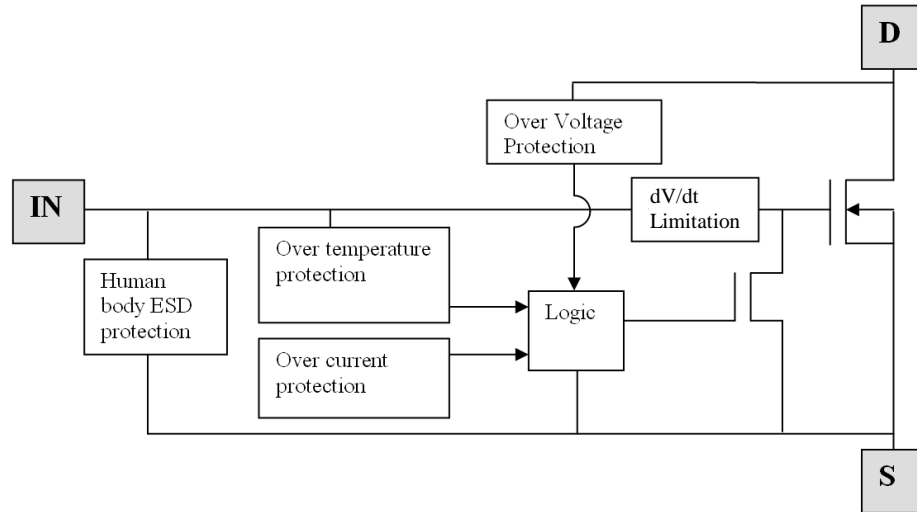 D
Over Voltage
Protection
IN
dV/dt
Limitation
Over temperature
protection
Human
body ESD
protection
Logic
Over current
protection
S